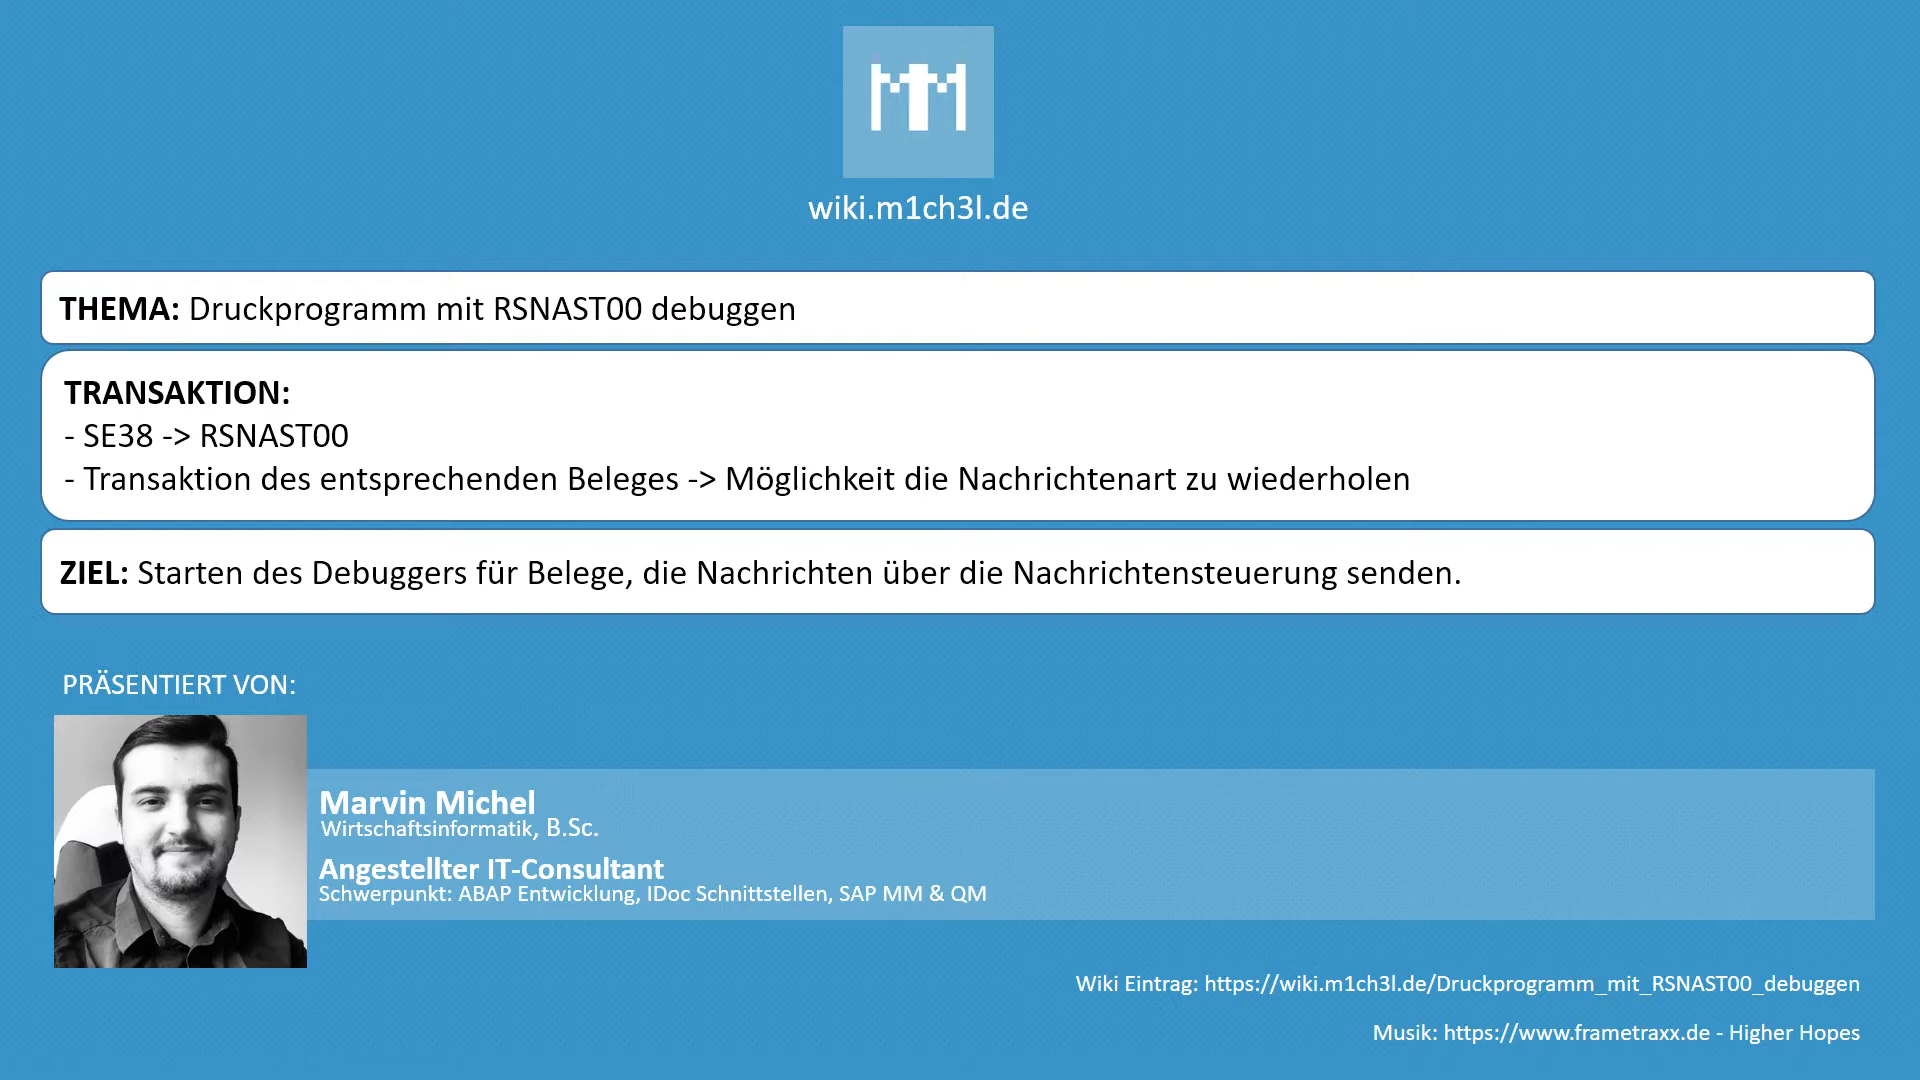 wiki.m1ch3l.de
THEMA: Druckprogramm mit RSNAST00 debuggen
TRANSAKTION:
- SE38 -> RSNAST00
- Transaktion des entsprechenden Beleges -> Möglichkeit die Nachrichtenart zu wiederholen
ZIEL: Starten des Debuggers für Belege, die Nachrichten über die Nachrichtensteuerung senden.
PRÄSENTIERT VON:
Marvin Michel
Wirtschaftsinformatik, B.Sc.
Angestellter IT-Consultant
Schwerpunkt: ABAP Entwicklung, IDoc Schnittstellen, SAP MM & QM
Wiki Eintrag: https://wiki.m1ch3l.de/Druckprogramm_mit_RSNAST00_debuggen
Musik: https://www.frametraxx.de - Higher Hopes